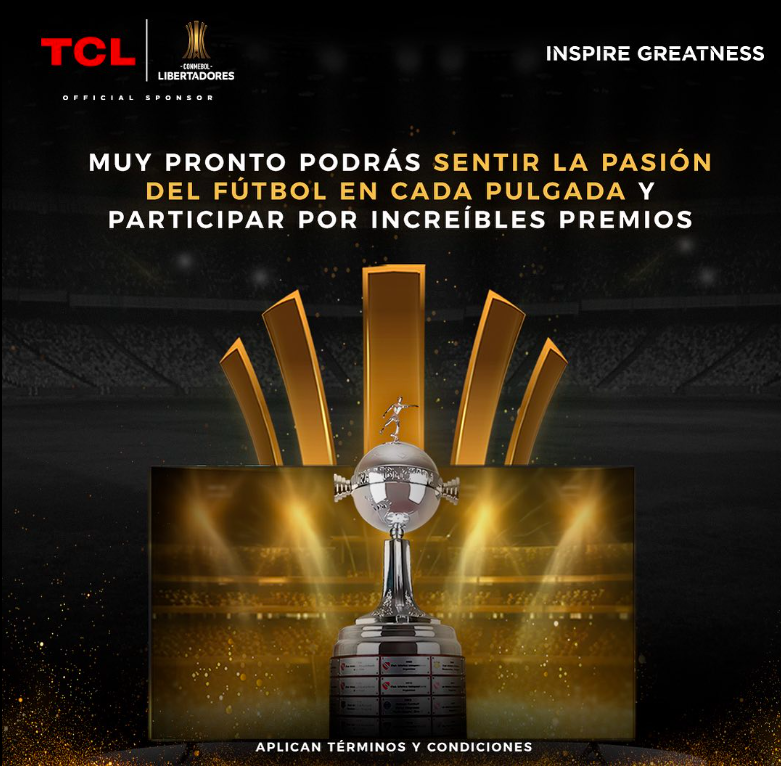 TCL
-CONMEBOL-
LIBERTADORES
OFFICIAL SPONSOR
INSPIRE GREATNESS
MUY PRONTO PODRÁS SENTIR LA PASIÓN
DEL FÚTBOL EN CADA PULGADA Y
PARTICIPAR POR INCREÍBLES PREMIOS
APLICAN TÉRMINOS Y CONDICIONES